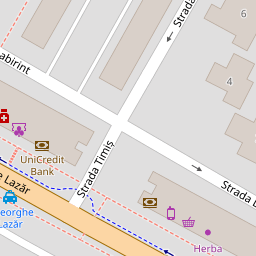 6
Strada
4
abirint
UniCredit
Bank
Strada Timiș
e Lazăr
Strada L
eorghe
Lazăr
Herba